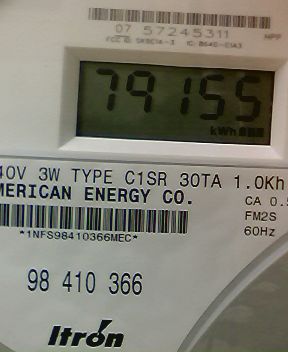 07 57245311
79155
kWh
40V 3W TYPE C1SR 30TA 1.0Kh
MERICAN ENERGY CO.
CA 0.5
*1NFS98410366MEC*
FM2S
60Hz
98 410 366
Itron